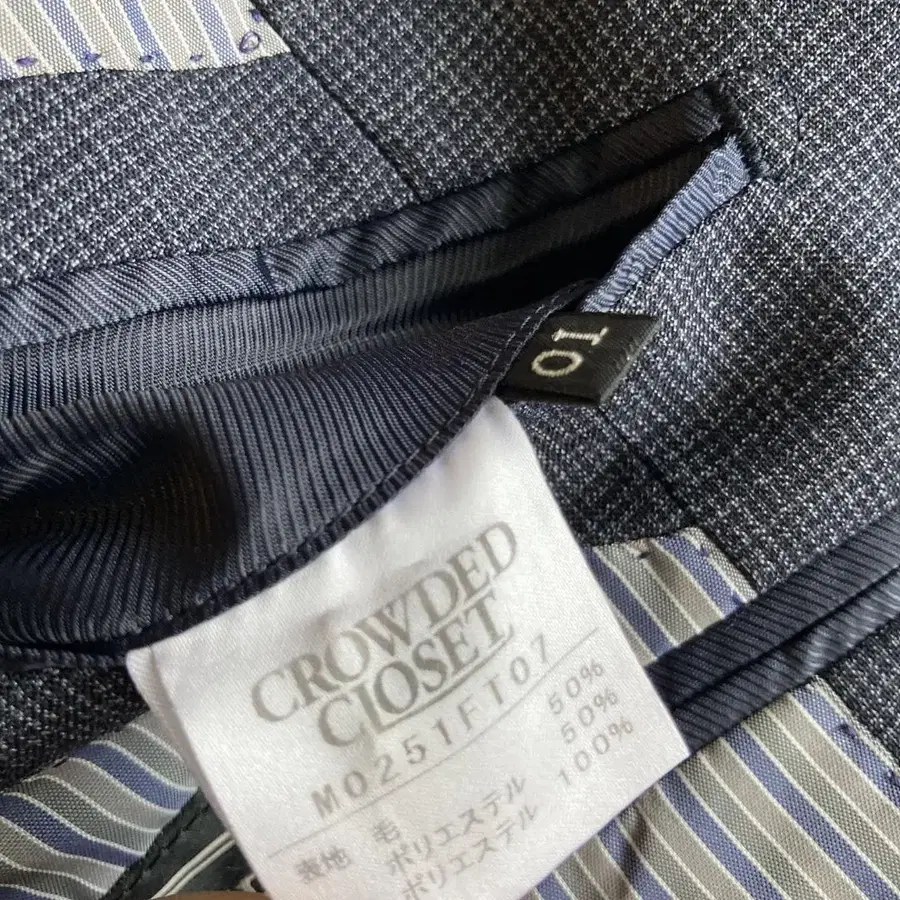 01
CROWDED
CLOSET
M0251FT07
表地 毛 50%
ポリエステル 50%
ポリエステル 100%